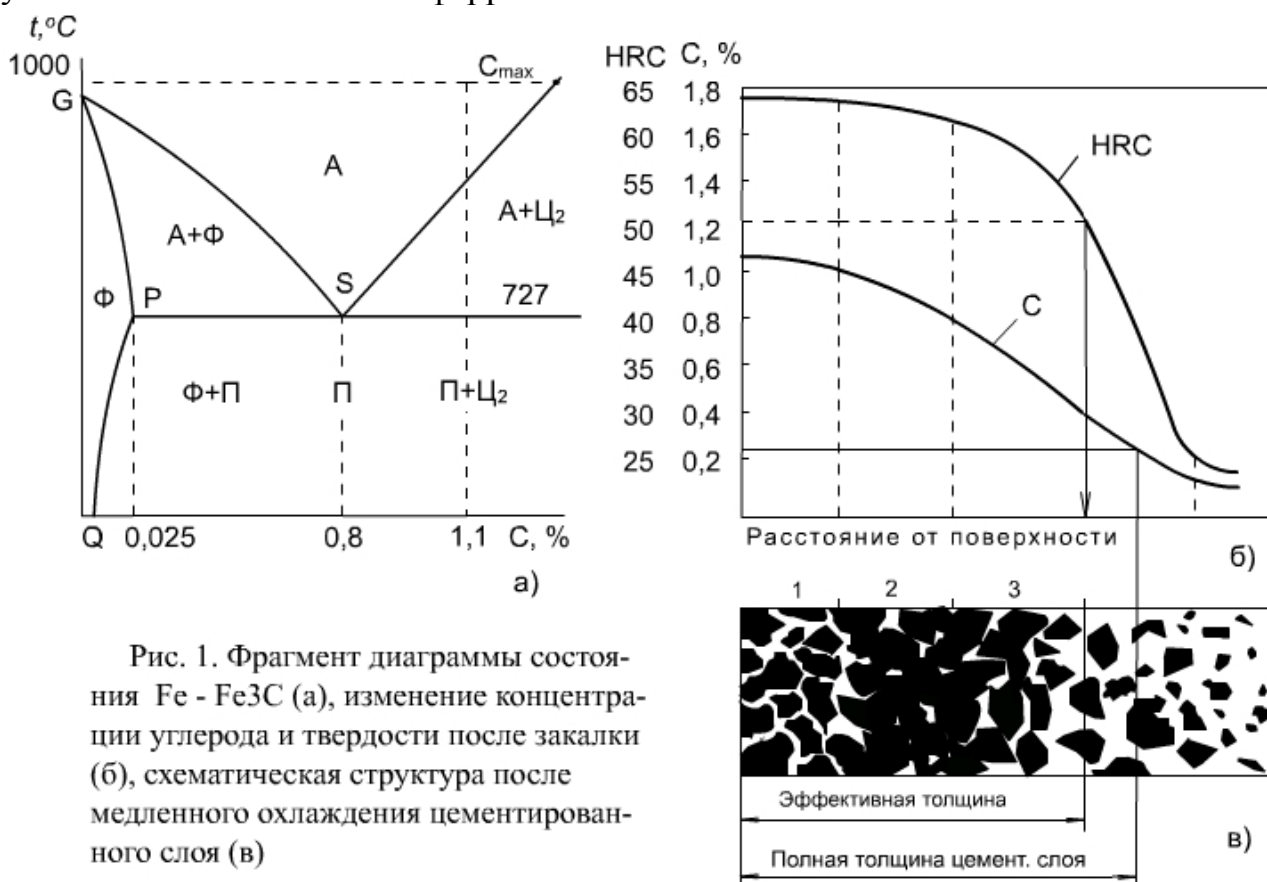 t,°C
1000
G
Cmax
A
А+Ф
А+Ц2
Ф
P
S
727
Ф+П
П
П+Ц2
Q 0,025 0,8 1,1 C, %
а)
HRC C, %
65 1,8
60 1,6
55 1,4
50 1,2
45 1,0
40 0,8
35 0,6
30 0,4
25 0,2
HRC
C
Расстояние от поверхности
б)
1 2 3
Эффективная толщина
Полная толщина цемент. слоя
в)
Рис. 1. Фрагмент диаграммы состоя-
ния Fe - Fe3C (а), изменение концентра-
ции углерода и твердости после закалки
(б), схематическая структура после
медленного охлаждения цементирован-
ного слоя (в)